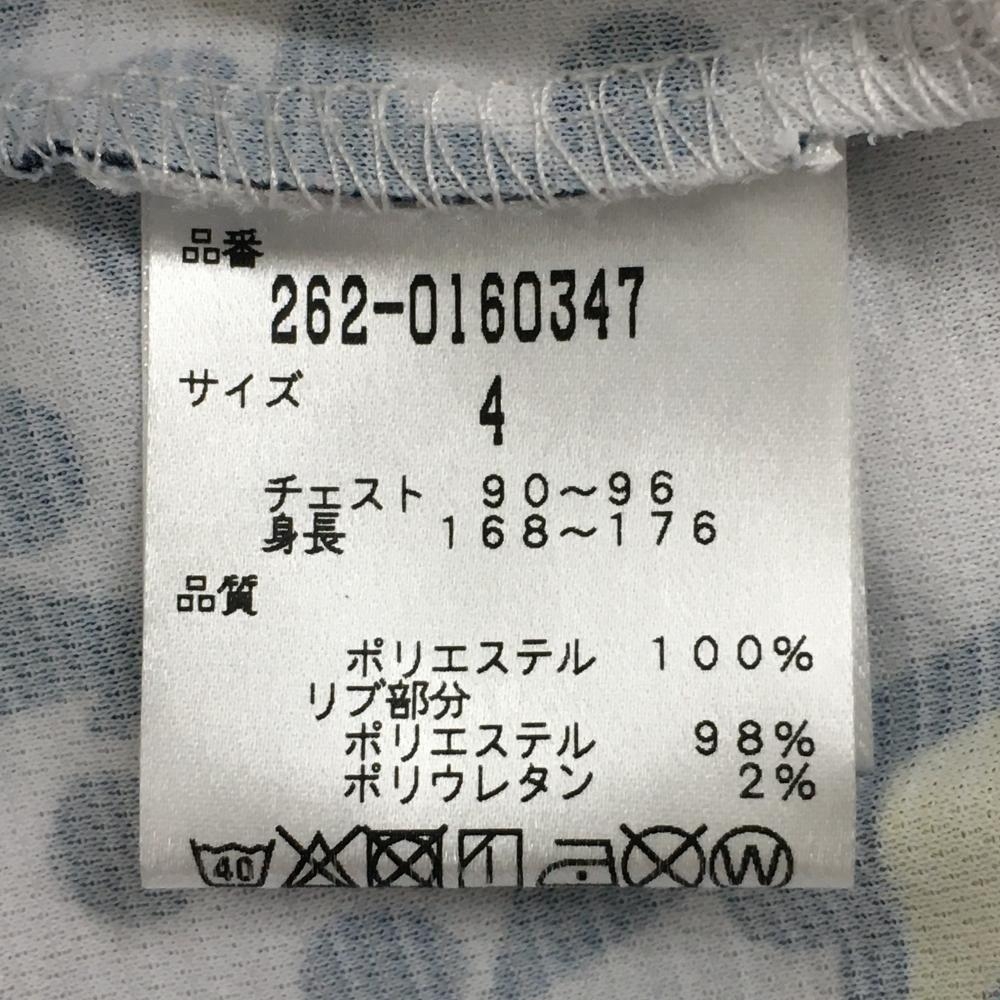 品番
262-0160347
サイズ 4
チェスト 90～96
身長 168～176
品質
ポリエステル 100%
リブ部分
ポリエステル 98%
ポリウレタン 2%
40 W